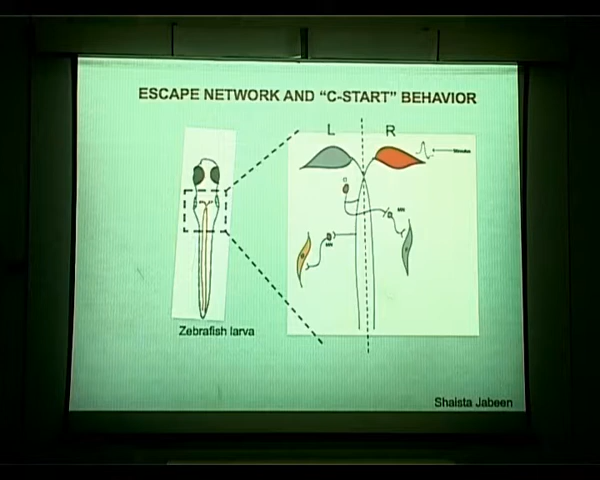 ESCAPE NETWORK AND “C-START” BEHAVIOR
L R
Zebrafish larva
Shaista Jabeen